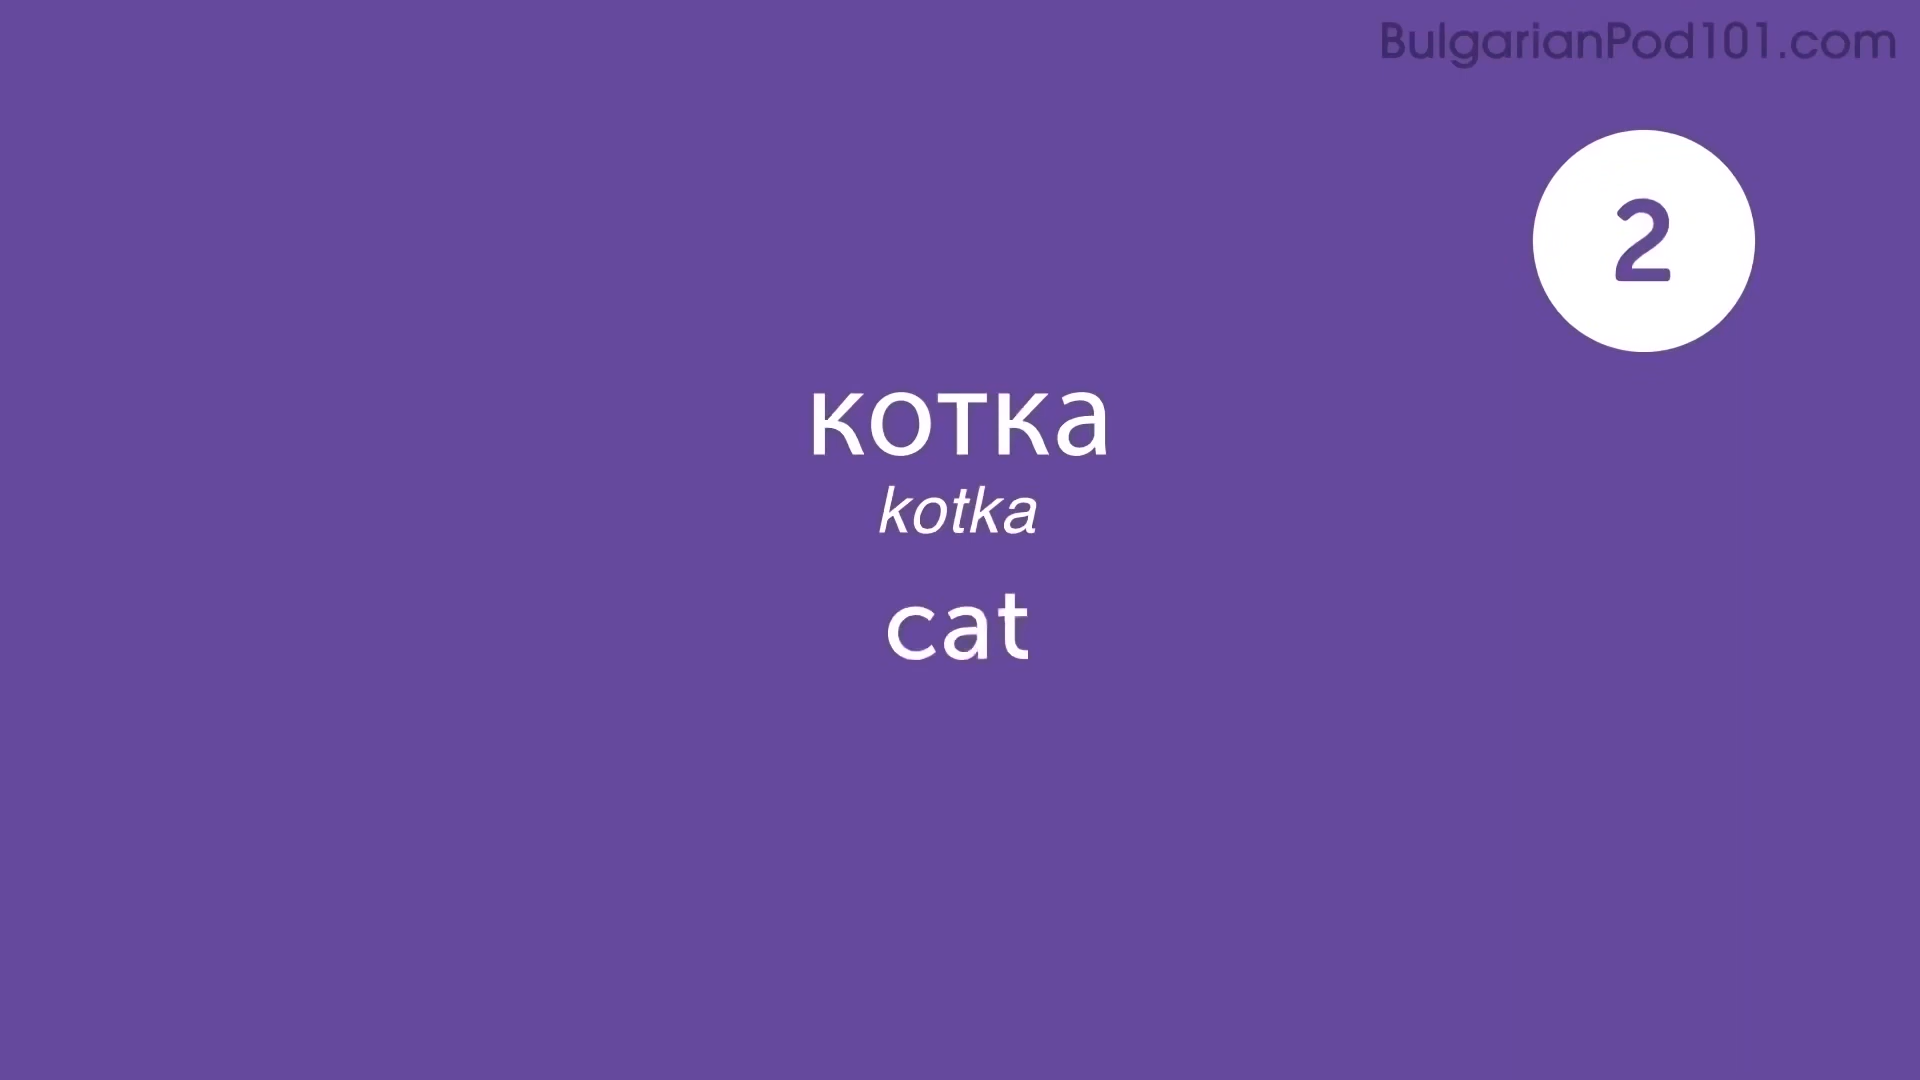 BulgarianPod101.com
2
котка
kotka
cat